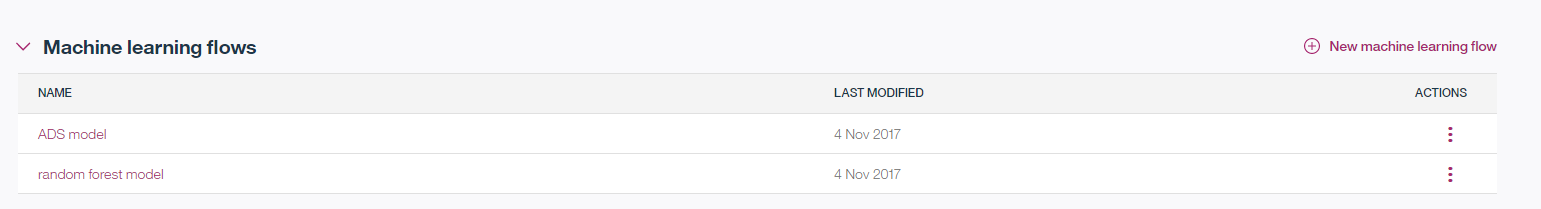 Machine learning flows
New machine learning flow
NAME LAST MODIFIED ACTIONS
ADS model 4 Nov 2017
random forest model 4 Nov 2017